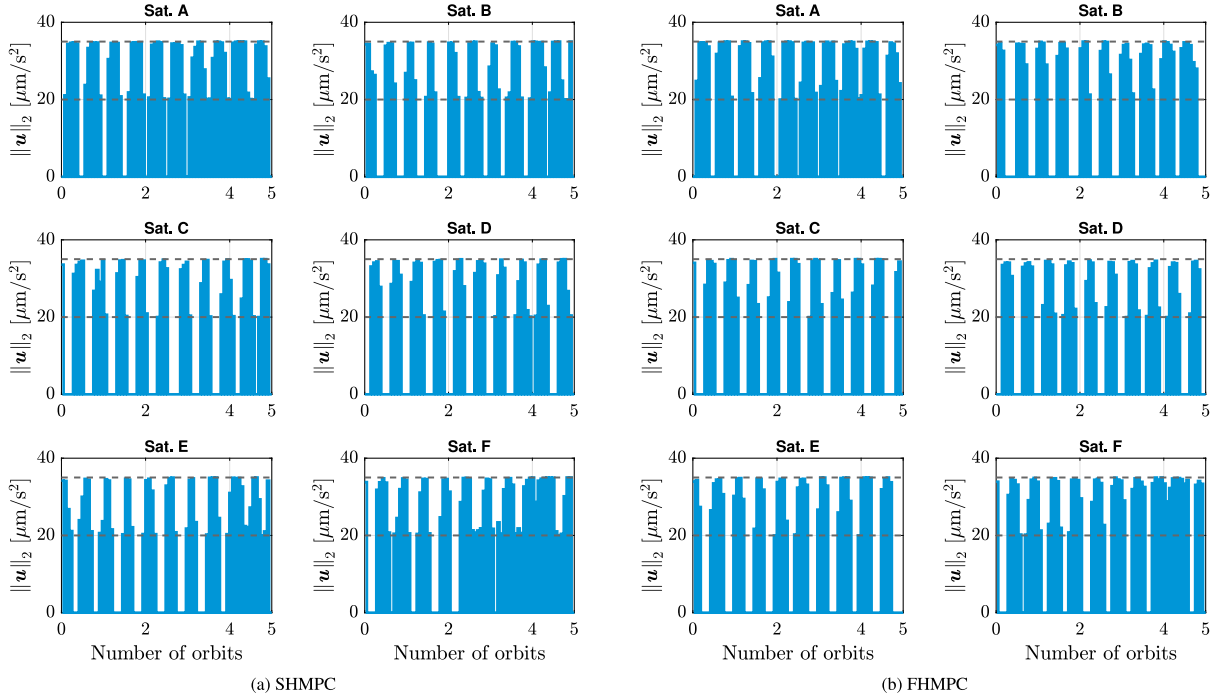 Sat. A
Sat. B
Sat. A
Sat. B
40
20
0
‖u‖₂ [μm/s²]
0 2 4 5
40
20
0
‖u‖₂ [μm/s²]
0 2 4 5
40
20
0
‖u‖₂ [μm/s²]
0 2 4 5
40
20
0
‖u‖₂ [μm/s²]
0 2 4 5
Sat. C
Sat. D
Sat. C
Sat. D
40
20
0
‖u‖₂ [μm/s²]
0 2 4 5
40
20
0
‖u‖₂ [μm/s²]
0 2 4 5
40
20
0
‖u‖₂ [μm/s²]
0 2 4 5
40
20
0
‖u‖₂ [μm/s²]
0 2 4 5
Sat. E
Sat. F
Sat. E
Sat. F
40
20
0
‖u‖₂ [μm/s²]
0 2 4 5
Number of orbits
40
20
0
‖u‖₂ [μm/s²]
0 2 4 5
Number of orbits
40
20
0
‖u‖₂ [μm/s²]
0 2 4 5
Number of orbits
40
20
0
‖u‖₂ [μm/s²]
0 2 4 5
Number of orbits
(a) SHMPC
(b) FHMPC